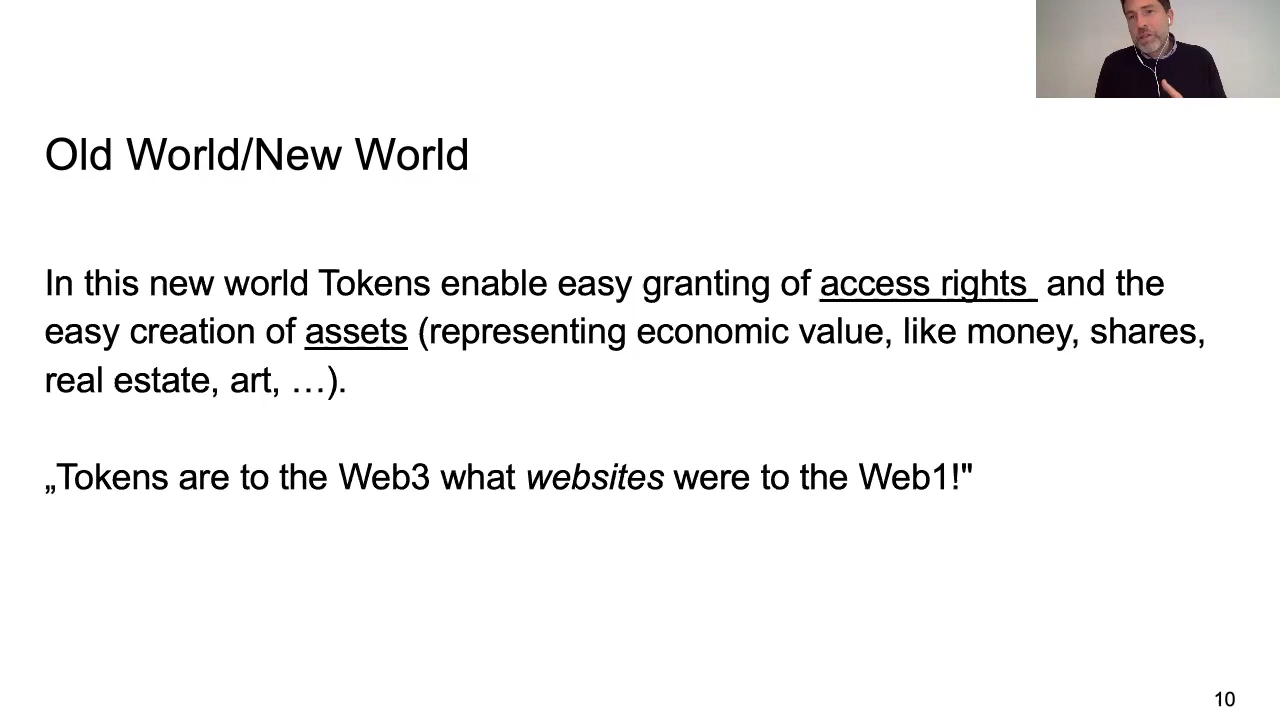 Old World/New World
In this new world Tokens enable easy granting of access rights and the
easy creation of assets (representing economic value, like money, shares,
real estate, art, …).
„Tokens are to the Web3 what websites were to the Web1!"
10